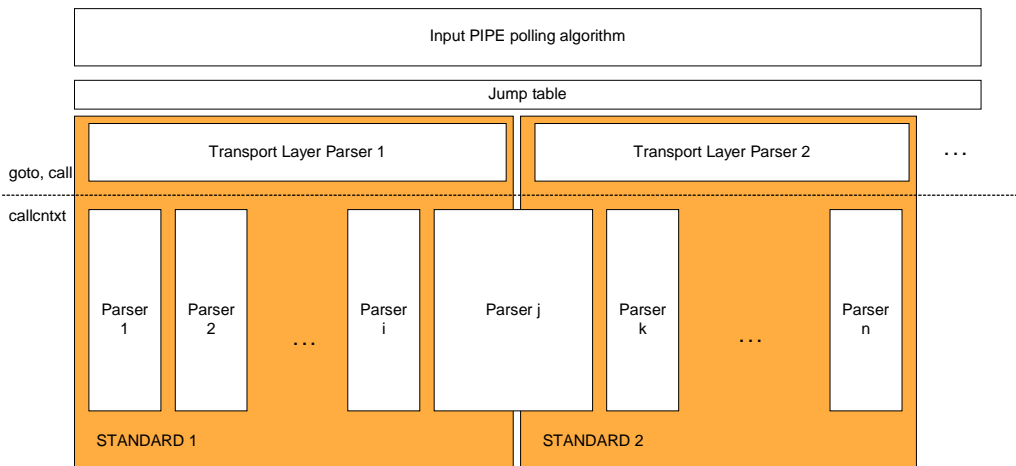 Input PIPE polling algorithm
Jump table
Transport Layer Parser 1
Transport Layer Parser 2
...
goto, call
callcntxt
Parser
1
Parser
2
...
Parser
i
Parser j
Parser
k
...
Parser
n
STANDARD 1
STANDARD 2